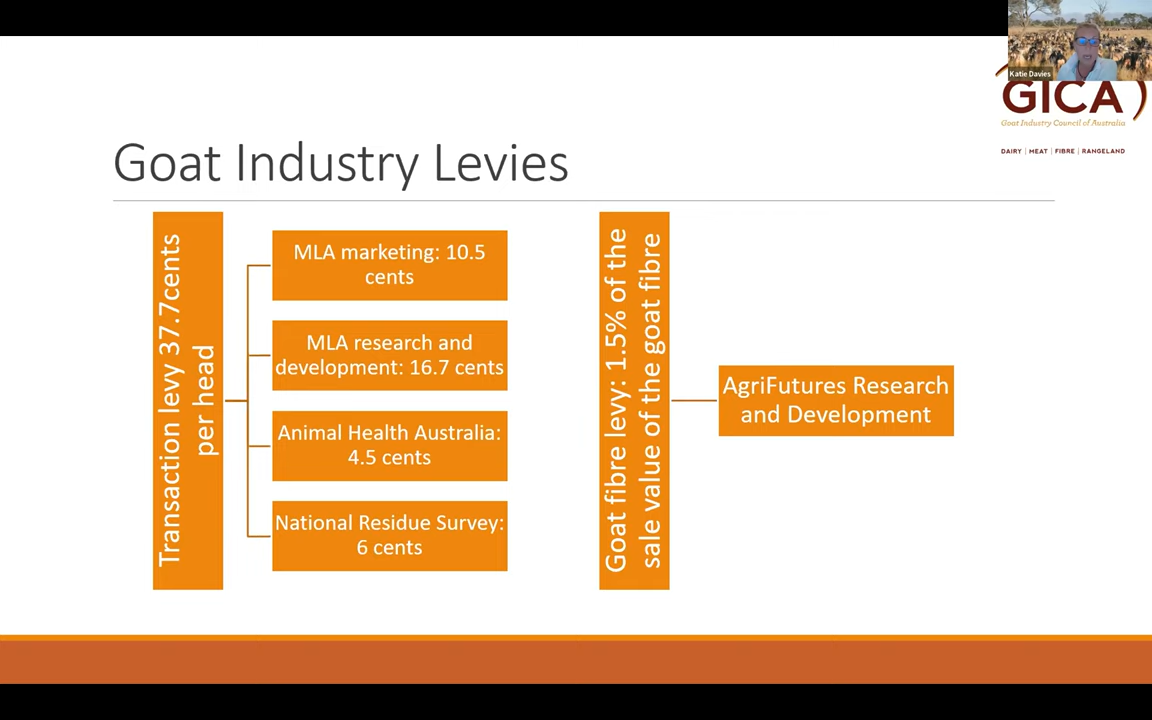 Katie Davies
GICA
Goat Industry Council of Australia
DAIRY | MEAT | FIBRE | RANGELAND
Goat Industry Levies
Transaction levy 37.7cents
per head
MLA marketing: 10.5
cents
MLA research and
development: 16.7 cents
Animal Health Australia:
4.5 cents
National Residue Survey:
6 cents
Goat fibre levy: 1.5% of the
sale value of the goat fibre
AgriFutures Research
and Development